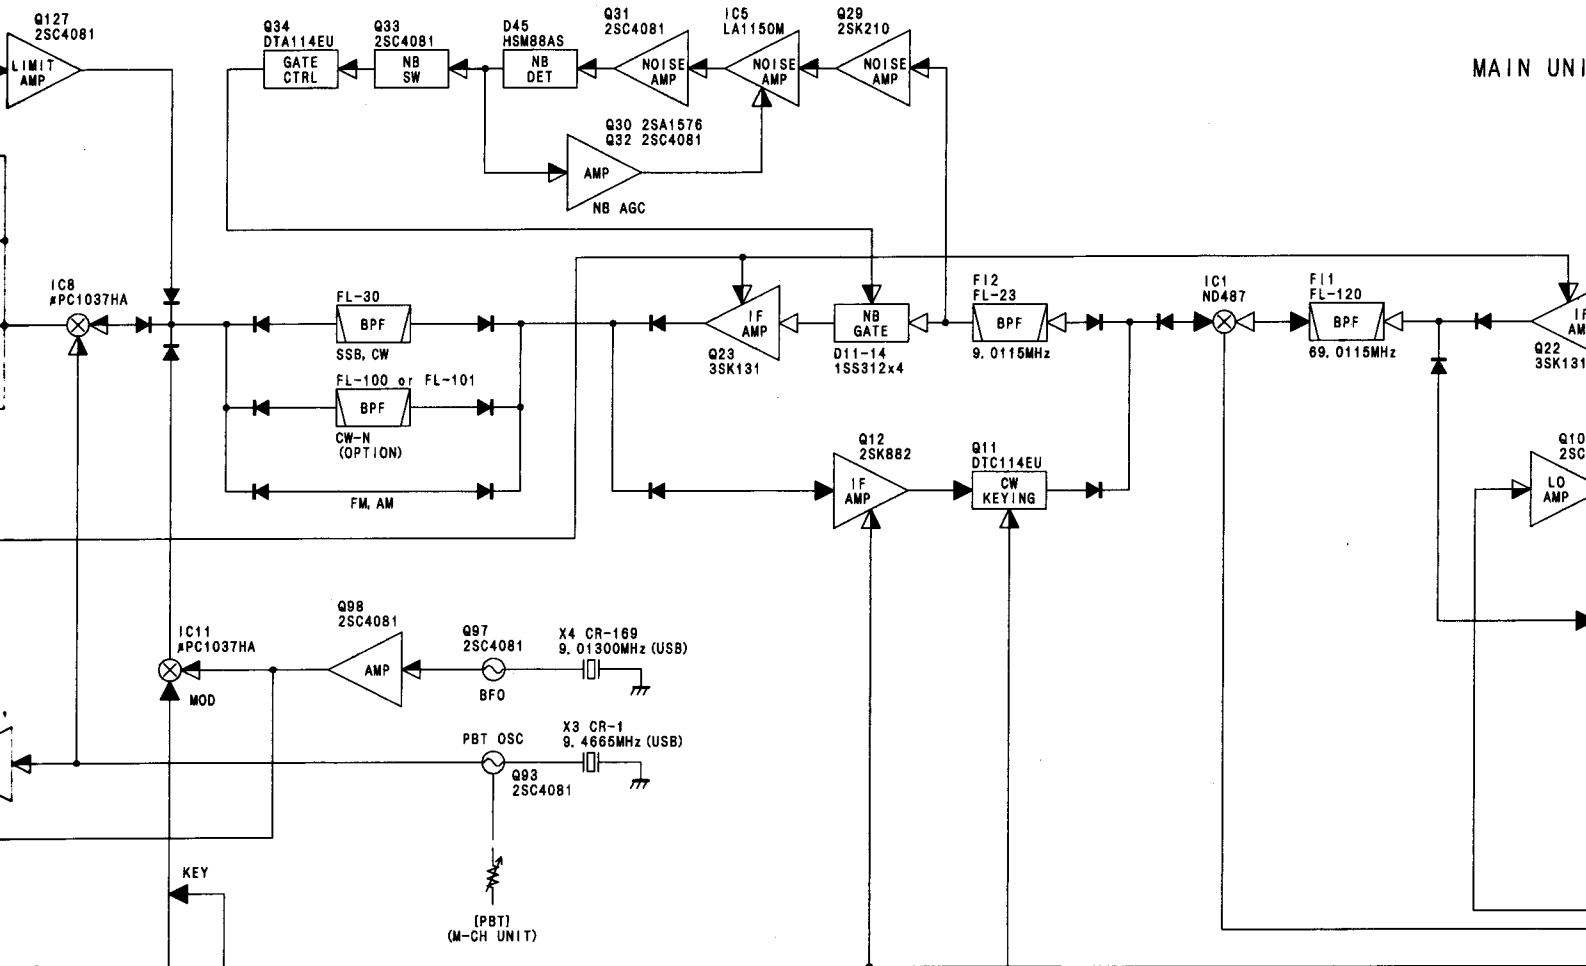 Q127
2SC4081
LIMIT
AMP
Q34
DTA114EU
GATE
CTRL
Q33
2SC4081
NB
SW
D45
HSM88AS
NB
DET
Q31
2SC4081
NOISE
AMP
IC5
LA1150M
NOISE
AMP
Q29
2SK210
NOISE
AMP
MAIN UNI
Q30 2SA1576
Q32 2SC4081
AMP
NB AGC
IC8
μPC1037HA
FL-30
BPF
SSB, CW
FL-100 or FL-101
BPF
CW-N
(OPTION)
FM, AM
IF
AMP
Q23
3SK131
NB
GATE
D11-14
1SS312x4
FI2
FL-23
BPF
9.0115MHz
IC1
ND487
FI1
FL-120
BPF
69.0115MHz
IF
AM
Q22
3SK131
Q12
2SK882
IF
AMP
Q11
DTC114EU
CW
KEYING
Q10
2SC
LO
AMP
IC11
μPC1037HA
MOD
Q98
2SC4081
AMP
Q97
2SC4081
BFO
X4 CR-169
9.01300MHz (USB)
X3 CR-1
9.4665MHz (USB)
PBT OSC
Q93
2SC4081
KEY
[PBT]
(M-CH UNIT)